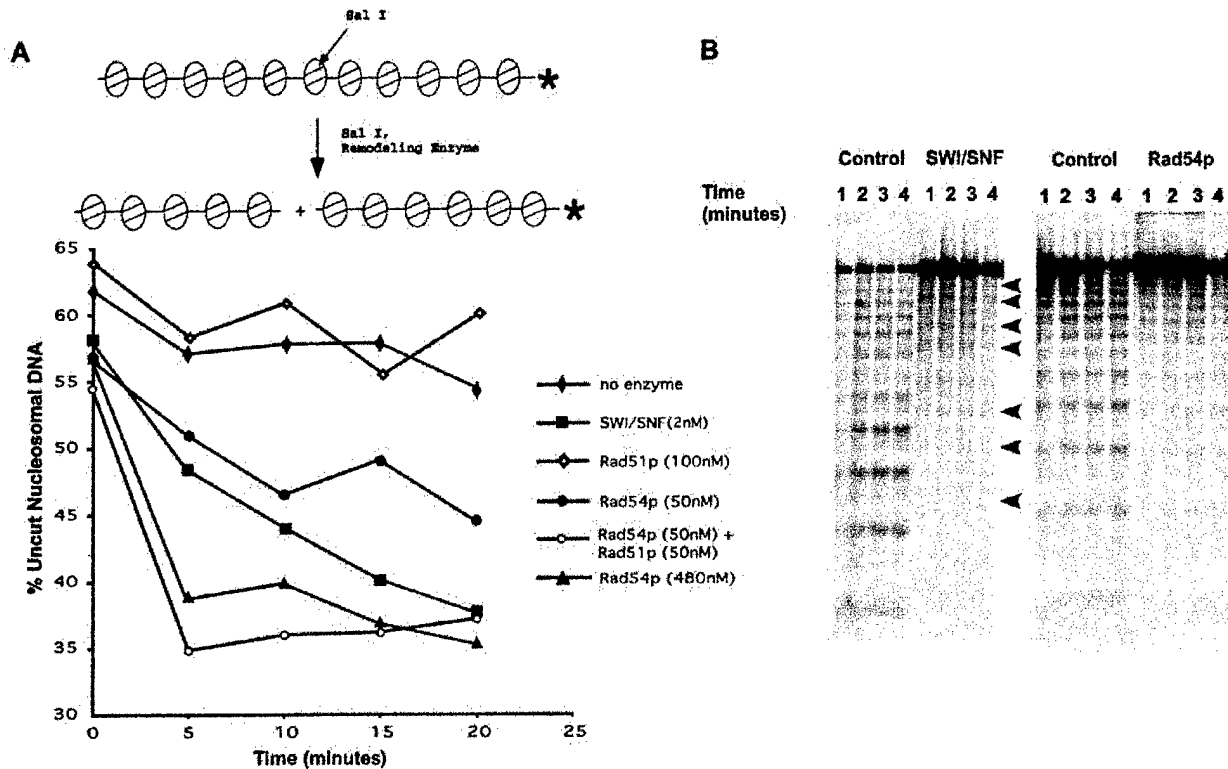 A
Sal I
*
Sal I,
Remodeling Enzyme
+
*
65
60
55
50
45
40
35
30
% Uncut Nucleosomal DNA
0 5 10 15 20 25
Time (minutes)
no enzyme
SWI/SNF(2nM)
Rad51p (100nM)
Rad54p (50nM)
Rad54p (50nM) +
Rad51p (50nM)
Rad54p (480nM)
B
Control SWI/SNF Control Rad54p
Time
(minutes)
1 2 3 4 1 2 3 4 1 2 3 4 1 2 3 4